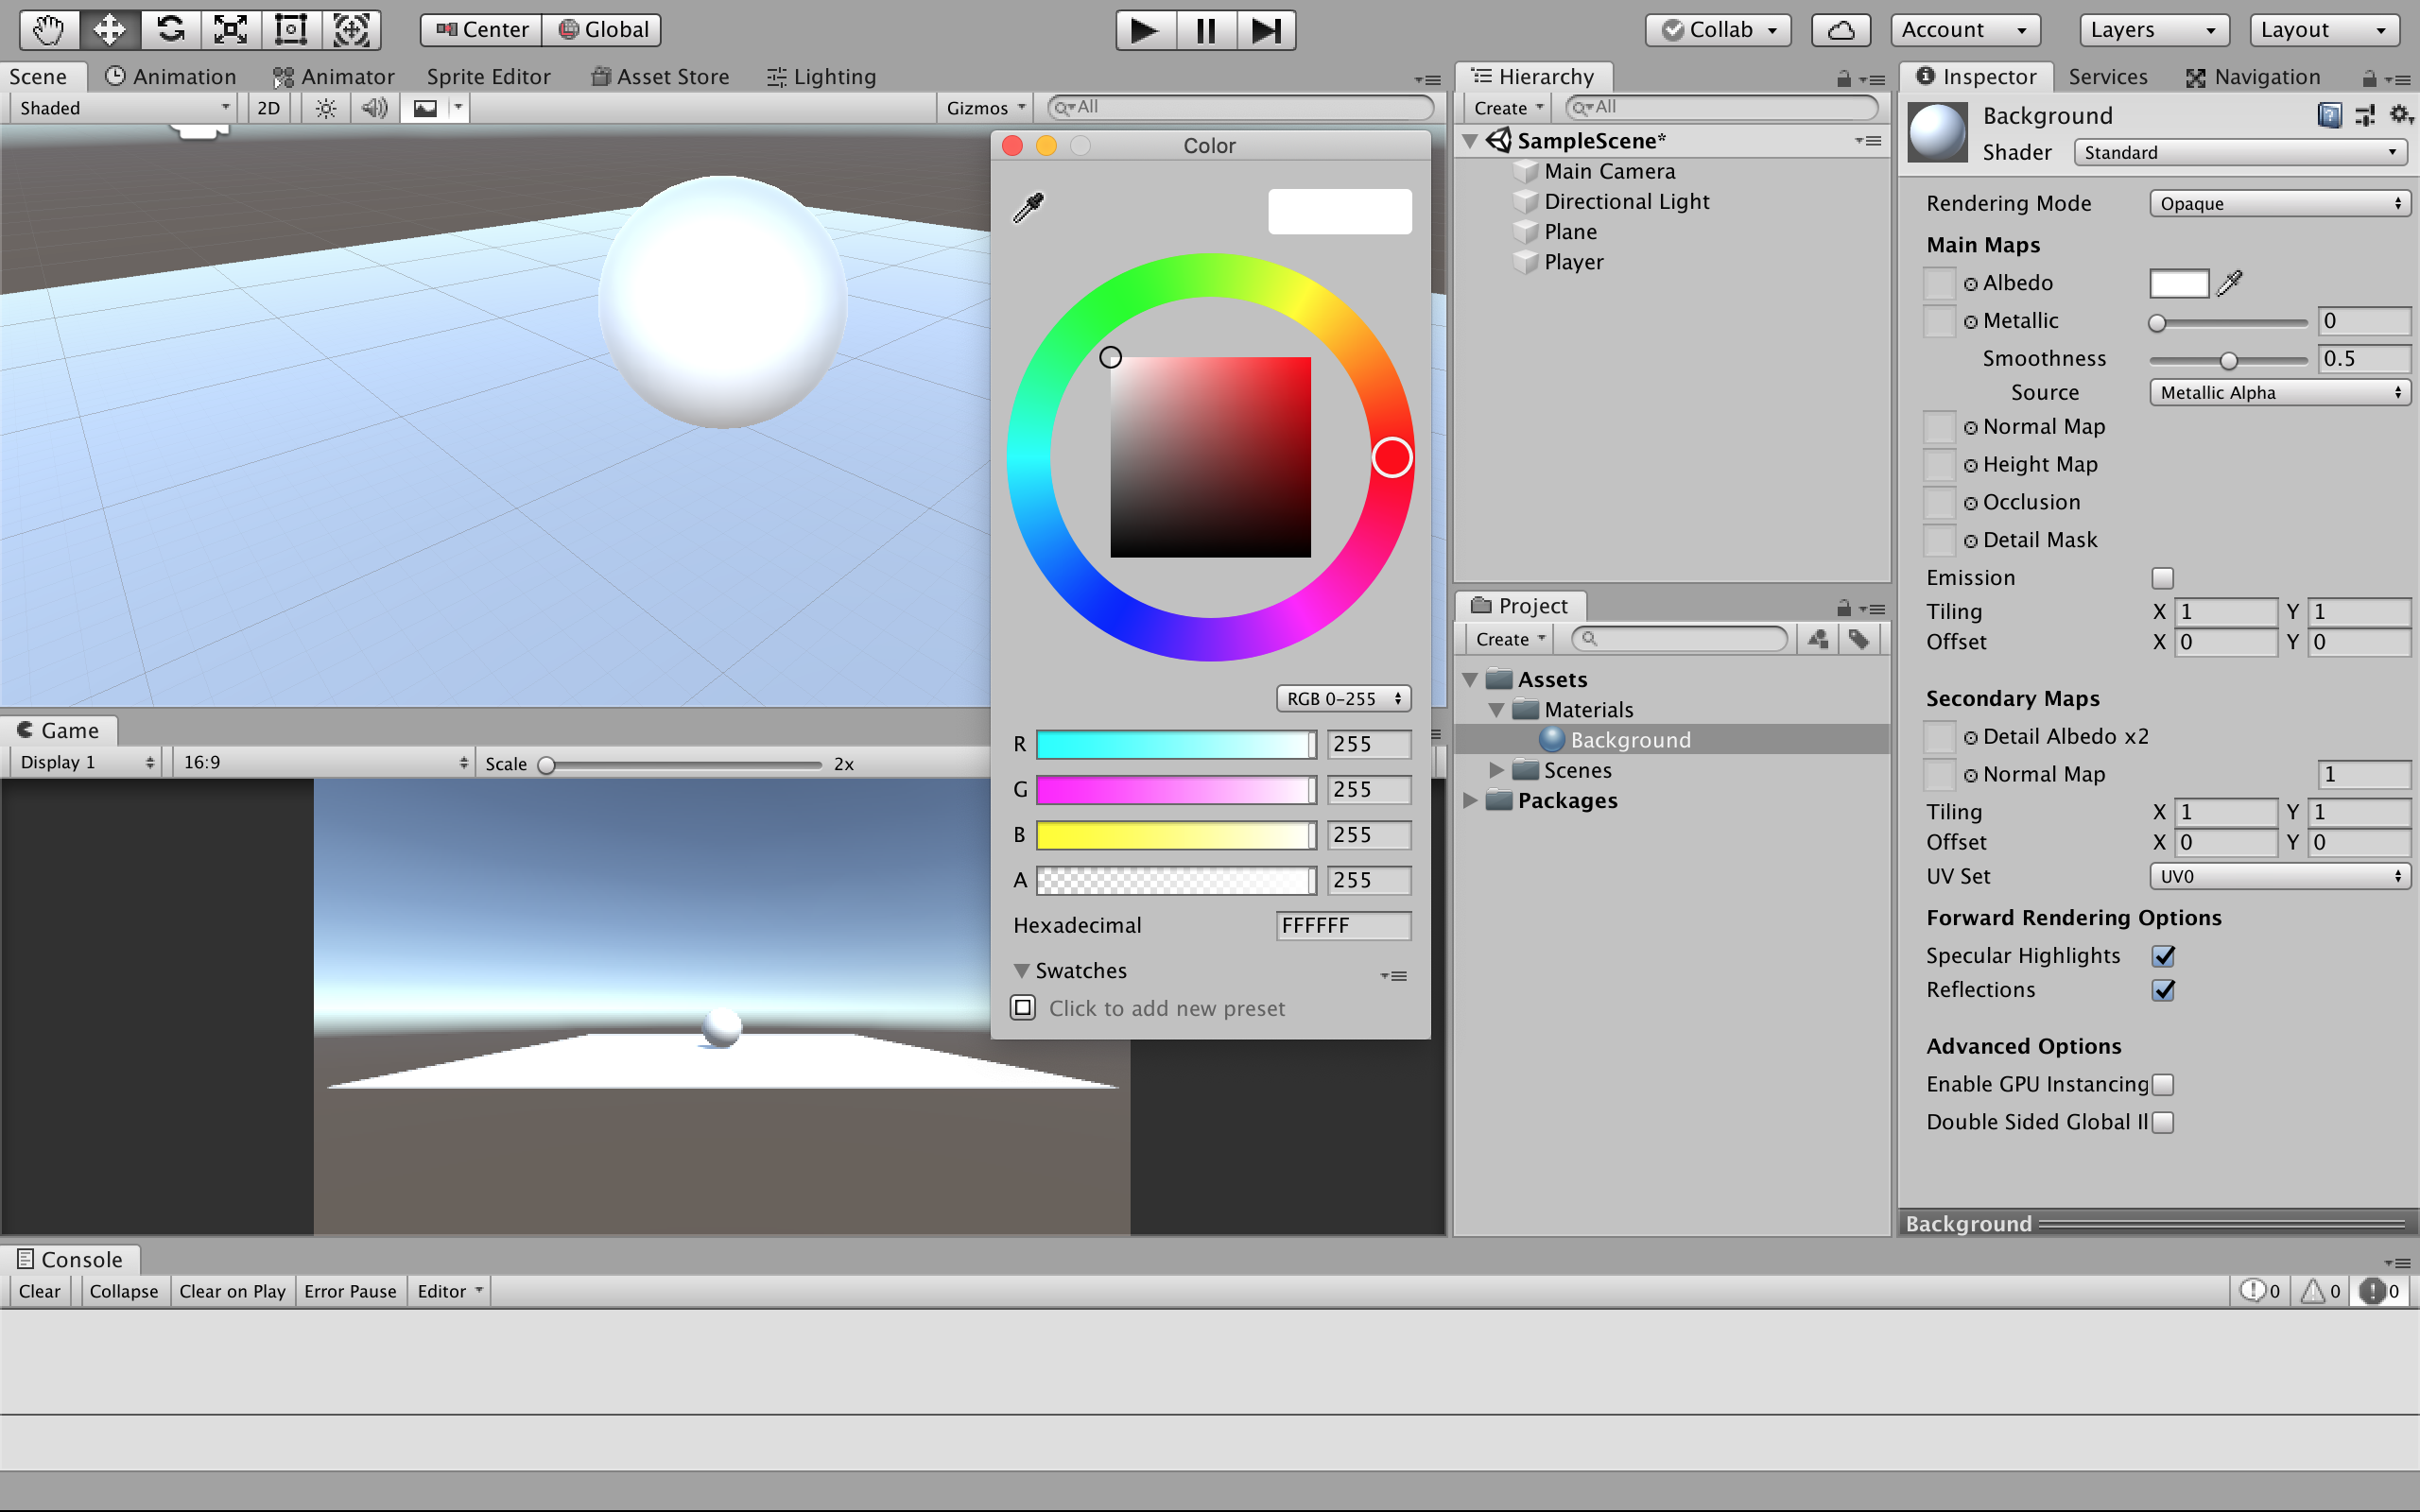 Center Global
Collab Account Layers Layout
Scene Animation Animator Sprite Editor Asset Store Lighting
Shaded 2D Gizmos All
Color
RGB 0-255
R 255
G 255
B 255
A 255
Hexadecimal FFFFFF
Swatches
Click to add new preset
Game
Display 1 16:9 Scale 2x
Hierarchy
Create All
SampleScene*
Main Camera
Directional Light
Plane
Player
Project
Create
Assets
Materials
Background
Scenes
Packages
Inspector Services Navigation
Background
Shader Standard
Rendering Mode Opaque
Main Maps
Albedo
Metallic 0
Smoothness 0.5
Source Metallic Alpha
Normal Map
Height Map
Occlusion
Detail Mask
Emission
Tiling X 1 Y 1
Offset X 0 Y 0
Secondary Maps
Detail Albedo x2
Normal Map 1
Tiling X 1 Y 1
Offset X 0 Y 0
UV Set UV0
Forward Rendering Options
Specular Highlights
Reflections
Advanced Options
Enable GPU Instancing
Double Sided Global Il
Background
Console
Clear Collapse Clear on Play Error Pause Editor 0 0 0